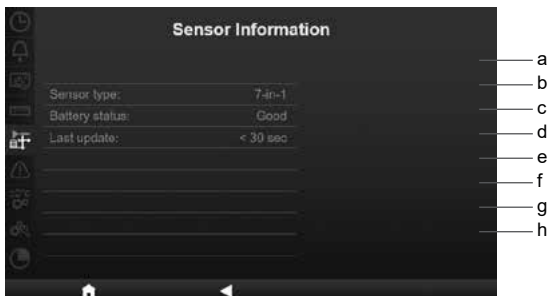 Sensor Information
a
b
Sensor type: 7-in-1
c
Battery status: Good
d
Last update: < 30 sec
e
f
g
h